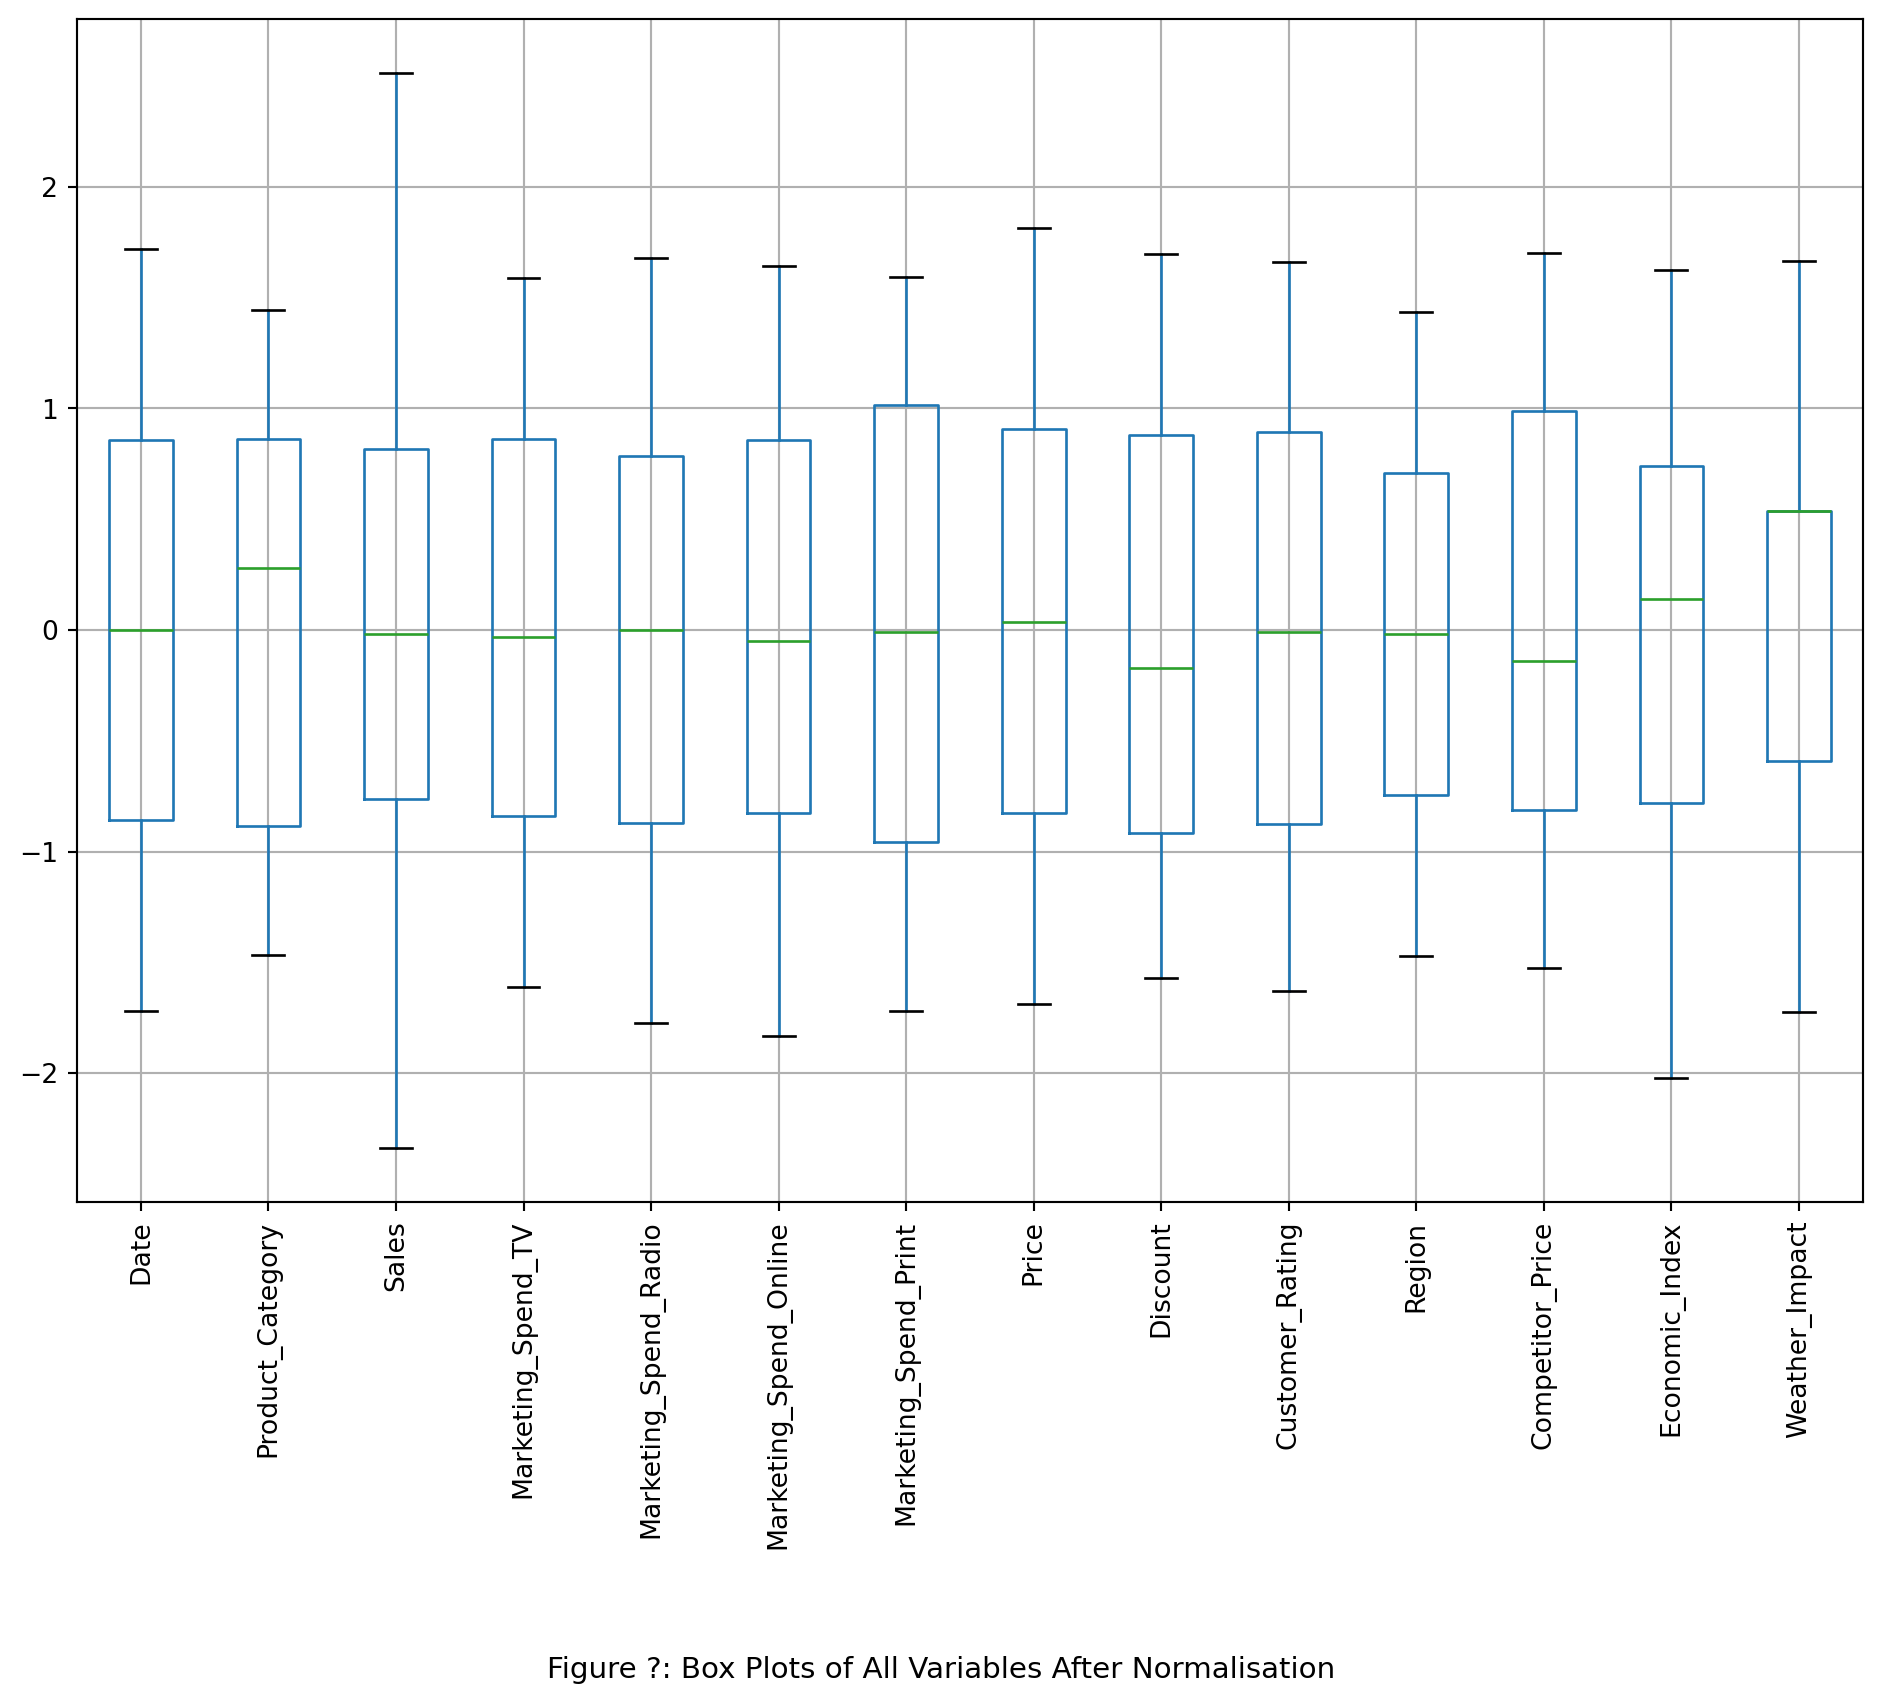 2
1
0
−1
−2
Date
Product_Category
Sales
Marketing_Spend_TV
Marketing_Spend_Radio
Marketing_Spend_Online
Marketing_Spend_Print
Price
Discount
Customer_Rating
Region
Competitor_Price
Economic_Index
Weather_Impact
Figure ?: Box Plots of All Variables After Normalisation